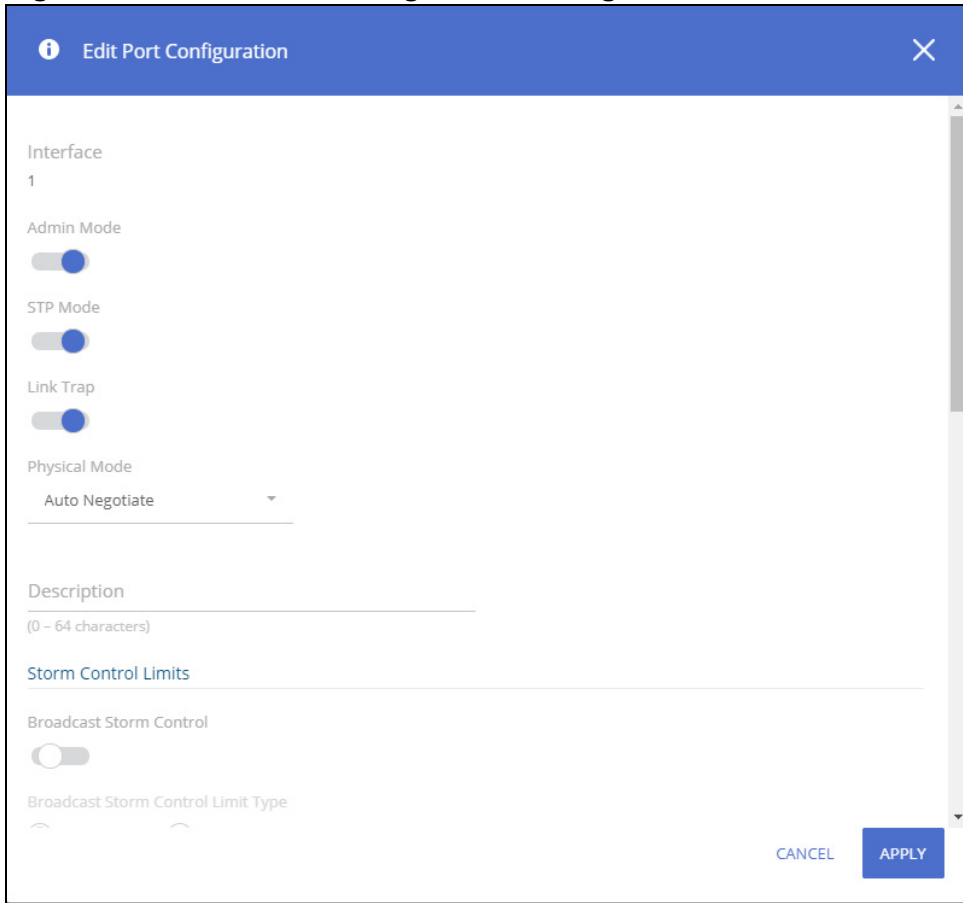 Edit Port Configuration
Interface
1
Admin Mode
STP Mode
Link Trap
Physical Mode
Auto Negotiate
Description
(0 – 64 characters)
Storm Control Limits
Broadcast Storm Control
Broadcast Storm Control Limit Type
CANCEL APPLY